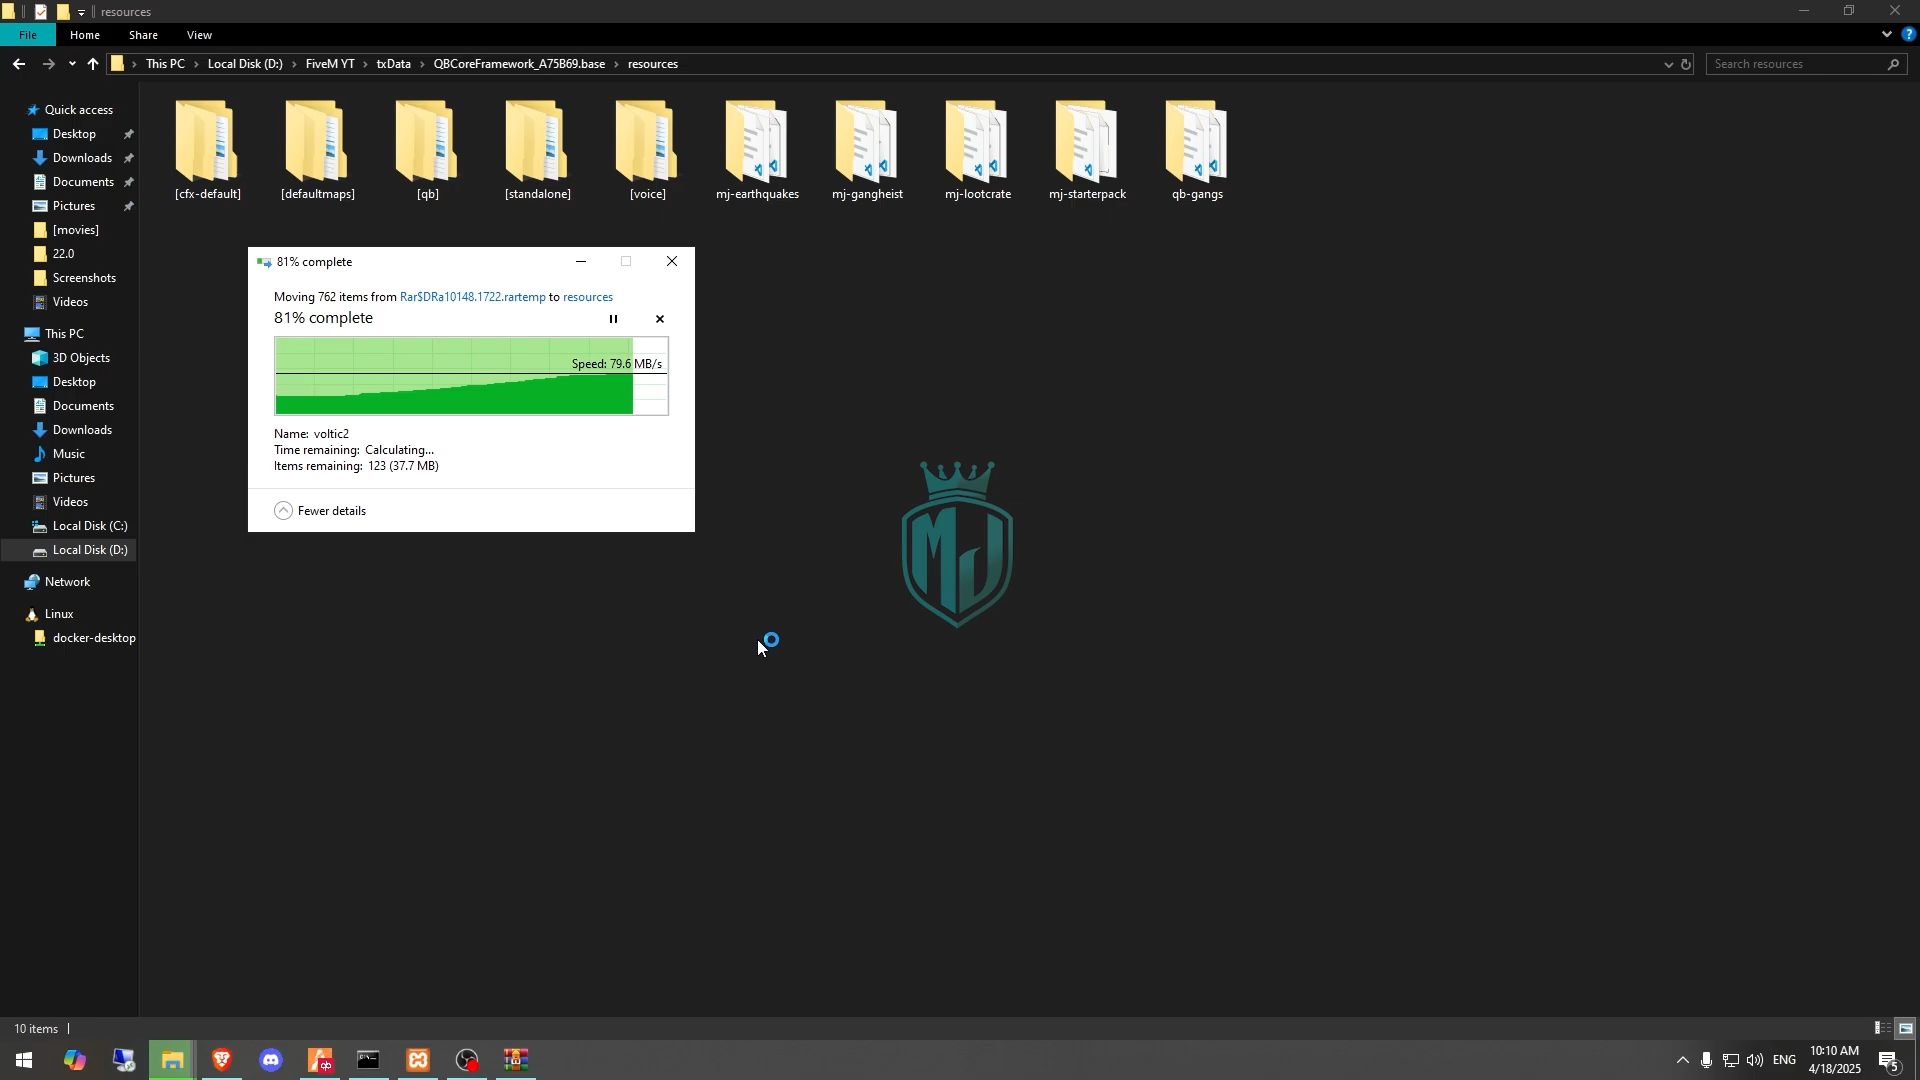 resources
File
Home
Share
View
This PC
Local Disk (D:)
FiveM YT
txData
QBCoreFramework_A75B69.base
resources
Search resources
Quick access
Desktop
Downloads
Documents
Pictures
[movies]
22.0
Screenshots
Videos
This PC
3D Objects
Desktop
Documents
Downloads
Music
Pictures
Videos
Local Disk (C:)
Local Disk (D:)
Network
Linux
docker-desktop
[cfx-default]
[defaultmaps]
[qb]
[standalone]
[voice]
mj-earthquakes
mj-gangheist
mj-lootcrate
mj-starterpack
qb-gangs
81% complete
Moving 762 items from Rar$DRa10148.1722.rartemp to resources
81% complete
Speed: 79.6 MB/s
Name: voltic2
Time remaining: Calculating...
Items remaining: 123 (37.7 MB)
Fewer details
MJ
10 items
ENG
10:10 AM
4/18/2025
5